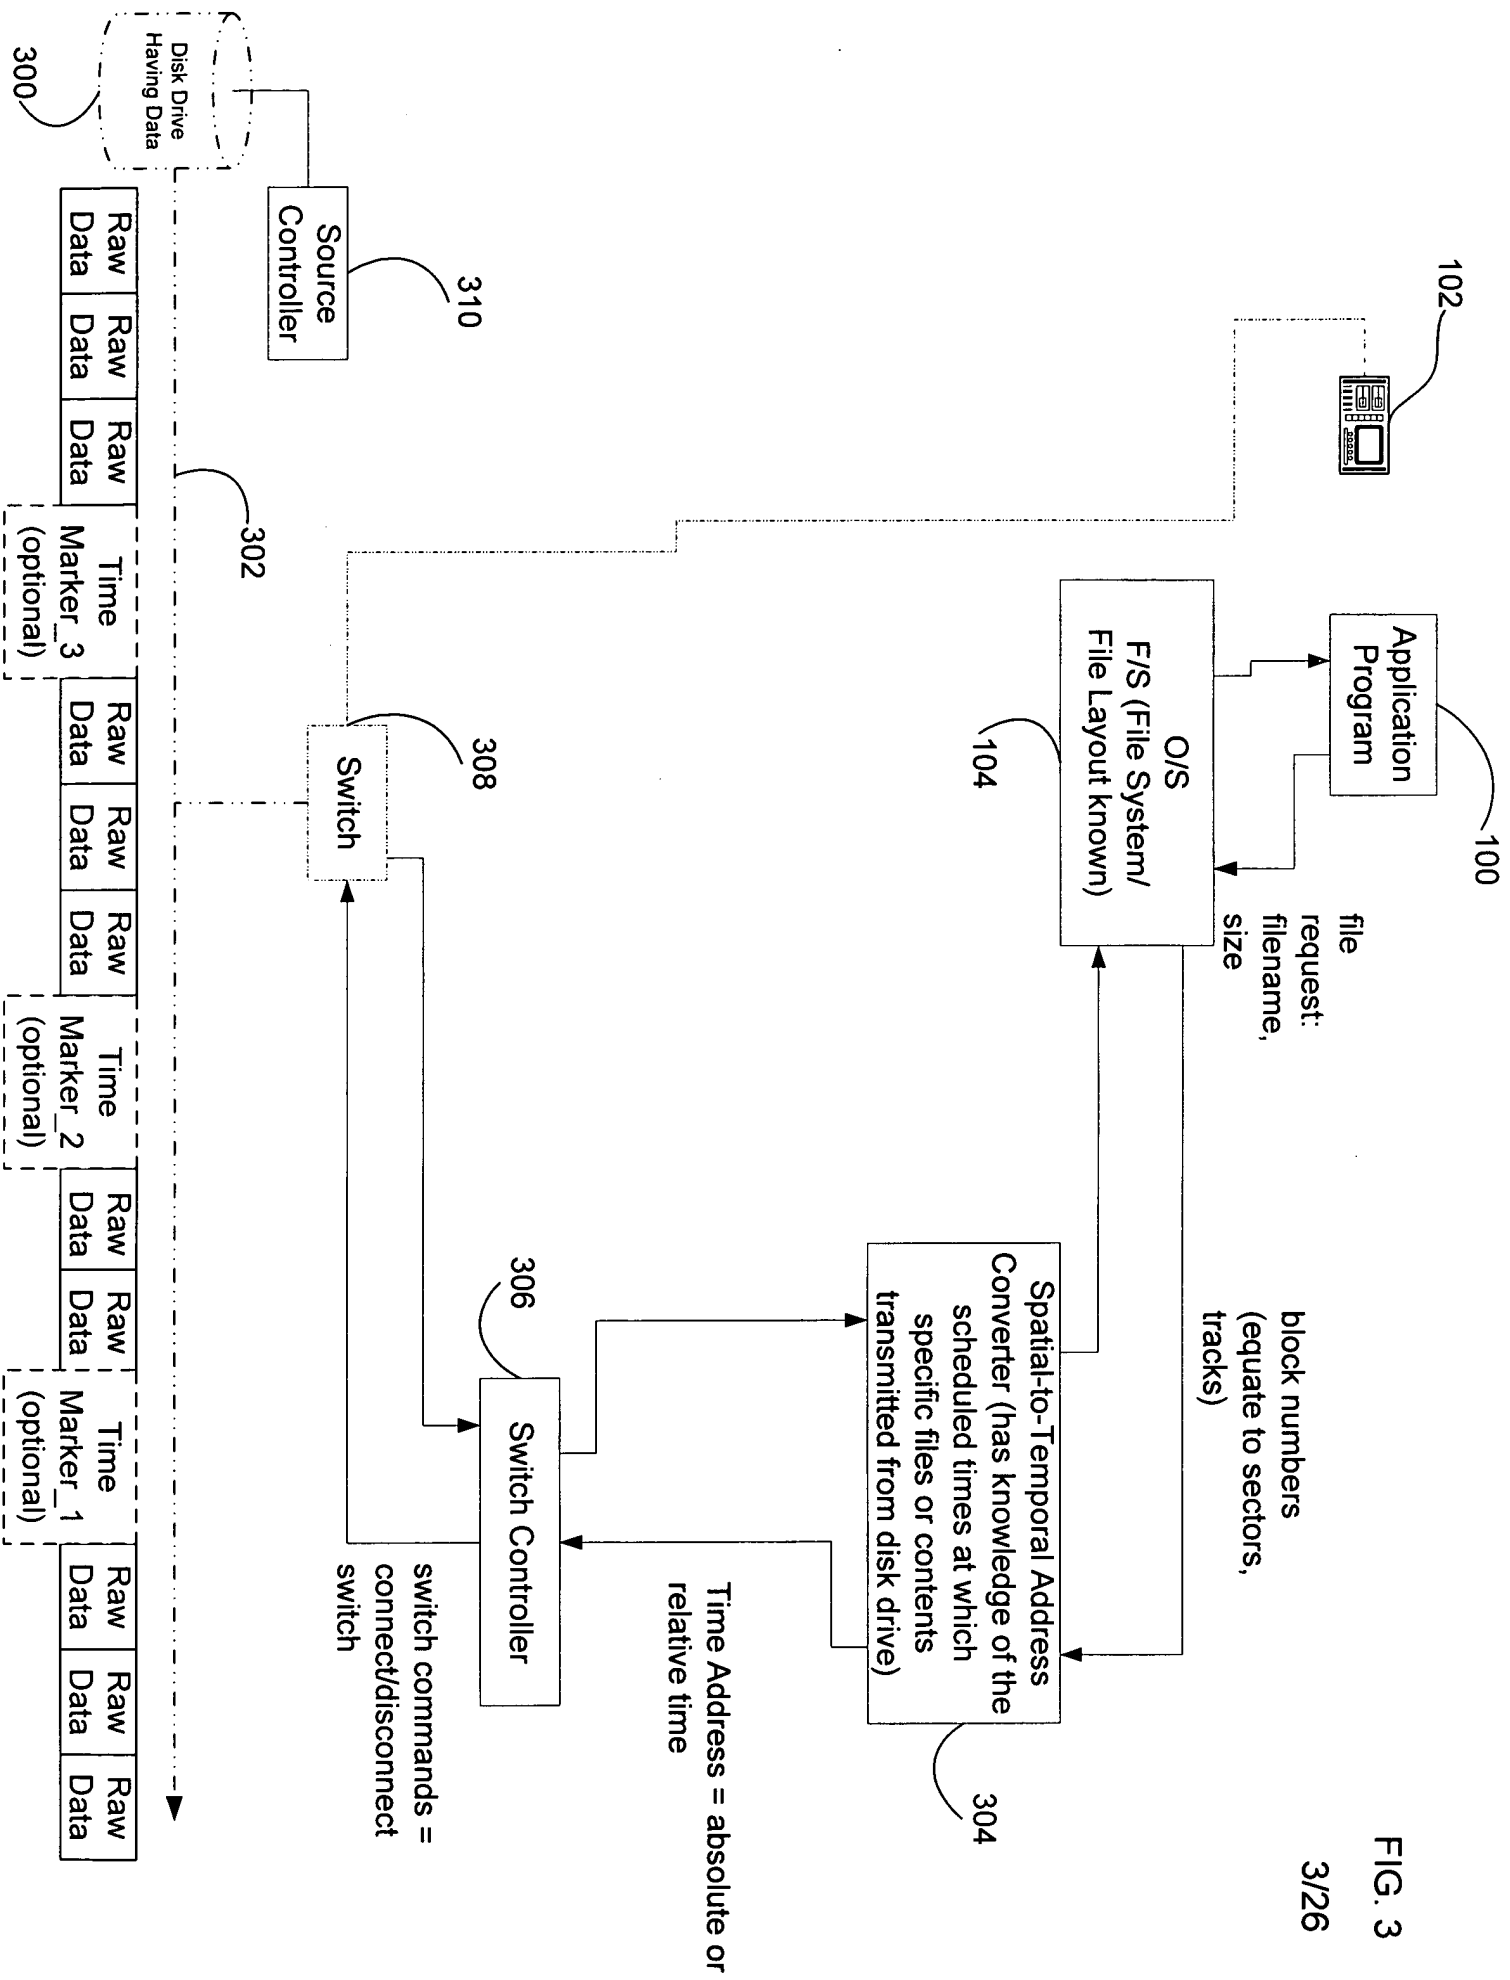 FIG. 3
3/26
102
Application
Program
100
file
request:
filename,
size
O/S
F/S (File System/
File Layout known)
104
block numbers
(equate to sectors,
tracks)
Spatial-to-Temporal Address
Converter (has knowledge of the
scheduled times at which
specific files or contents
transmitted from disk drive)
304
Time Address = absolute or
relative time
306
Switch Controller
switch commands =
connect/disconnect
switch
308
Switch
310
Source
Controller
302
Disk Drive
Having Data
300
Raw
Data
Raw
Data
Raw
Data
Time
Marker_3
(optional)
Raw
Data
Raw
Data
Raw
Data
Time
Marker_2
(optional)
Raw
Data
Raw
Data
Time
Marker_1
(optional)
Raw
Data
Raw
Data
Raw
Data